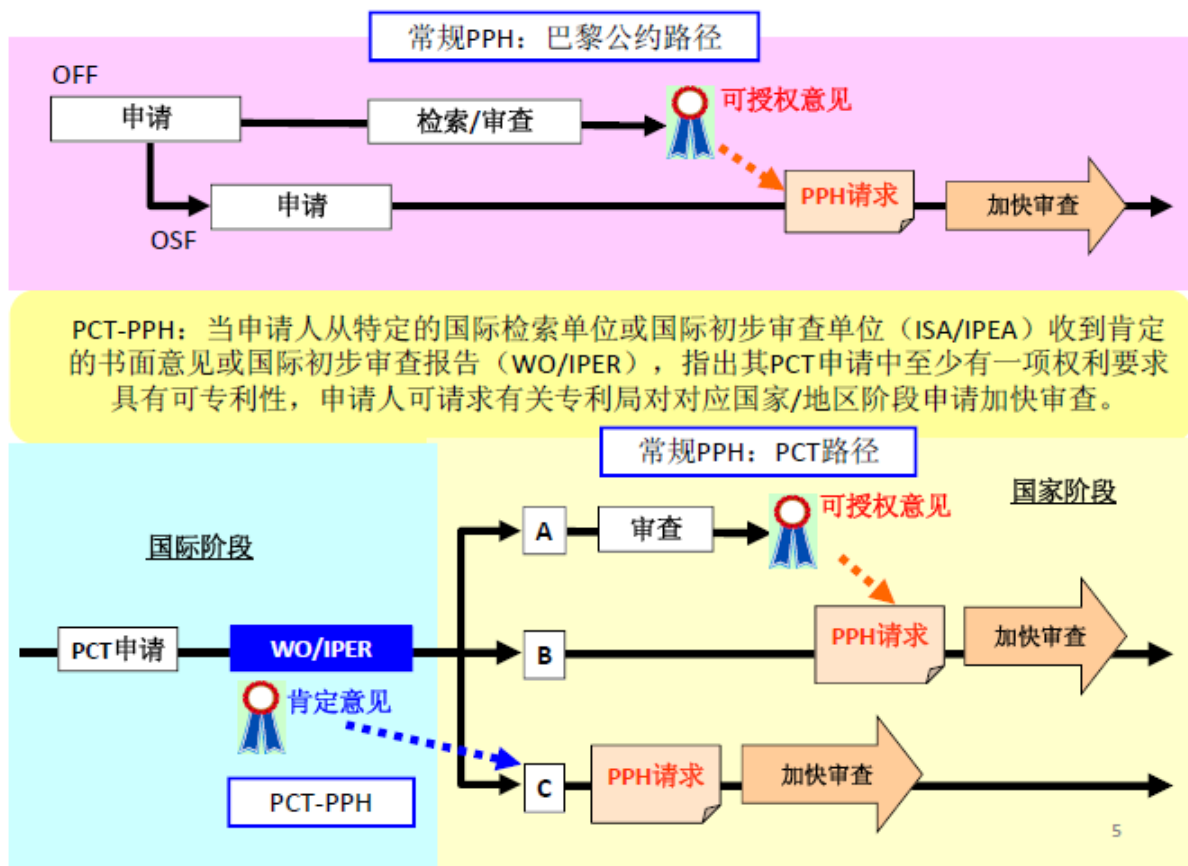 常规PPH：巴黎公约路径
OFF
申请
检索/审查
可授权意见
申请
OSF
PPH请求
加快审查
PCT-PPH：当申请人从特定的国际检索单位或国际初步审查单位（ISA/IPEA）收到肯定
的书面意见或国际初步审查报告（WO/IPER），指出其PCT申请中至少有一项权利要求
具有可专利性，申请人可请求有关专利局对对应国家/地区阶段申请加快审查。
常规PPH：PCT路径
国际阶段
国家阶段
A
审查
可授权意见
PCT申请
WO/IPER
B
PPH请求
加快审查
肯定意见
C
PPH请求
加快审查
PCT-PPH
5